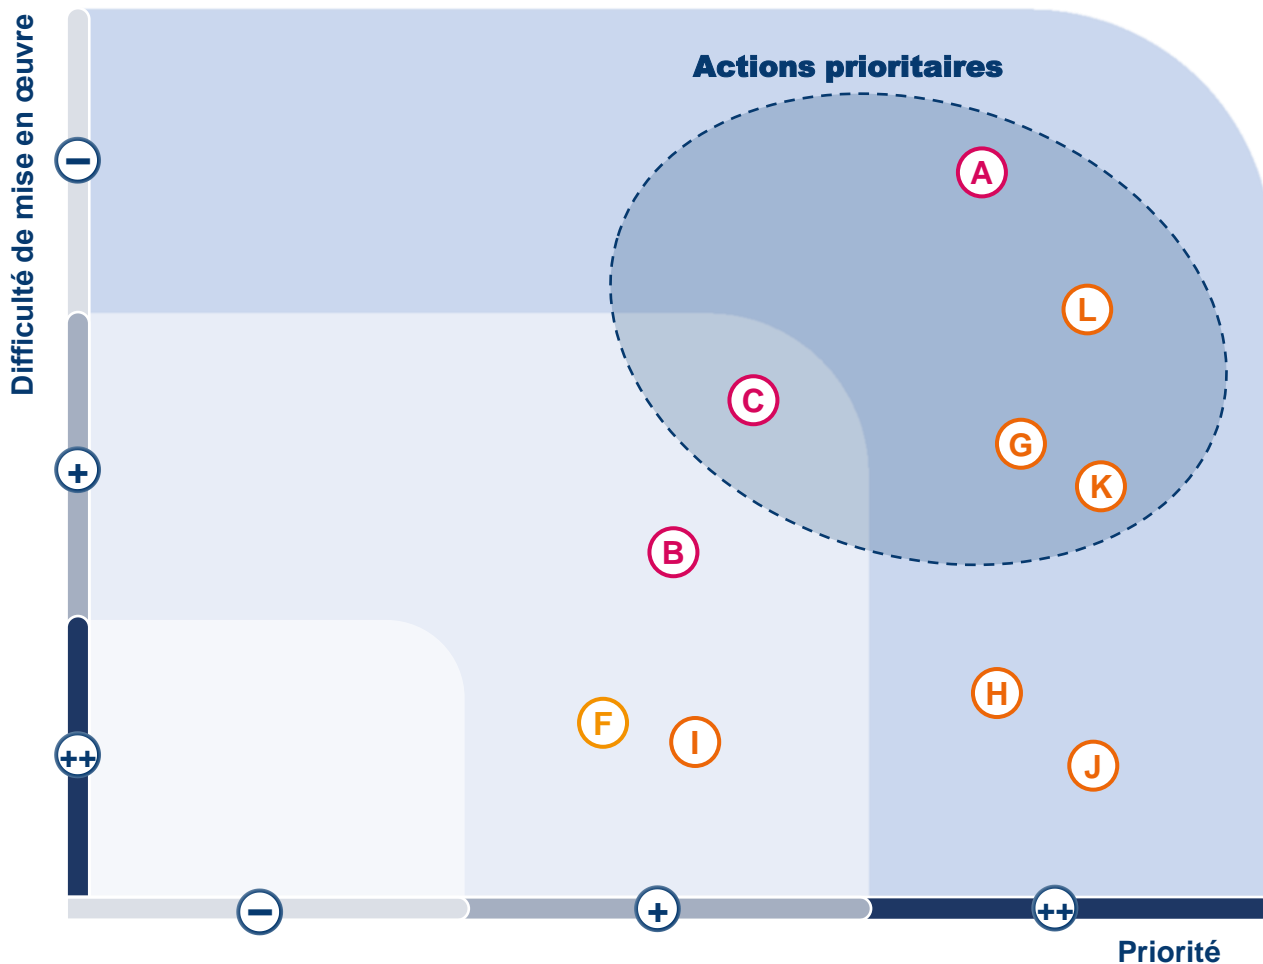 Difficulté de mise en œuvre
Actions prioritaires
–
A
L
C
G
+
K
B
H
F
I
++
J
–
+
++
Priorité